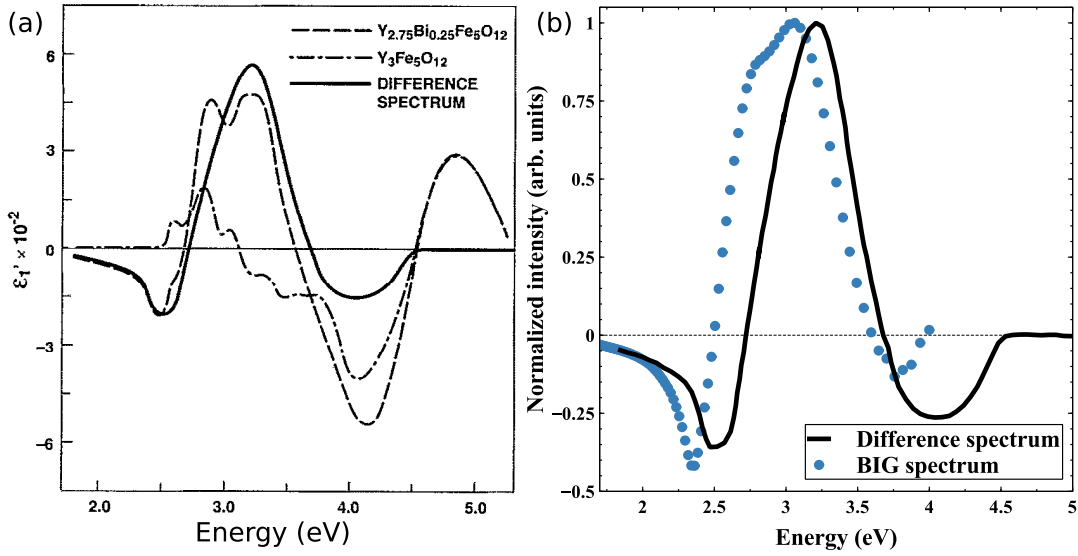 (a)
Y2.75Bi0.25Fe5O12
Y3Fe5O12
DIFFERENCE
SPECTRUM
6
3
0
−3
−6
ε1' × 10−2
2.0
3.0
4.0
5.0
Energy (eV)
(b)
1
0.75
0.5
0.25
0
−0.25
−0.5
Normalized intensity (arb. units)
Difference spectrum
BIG spectrum
2
2.5
3
3.5
4
4.5
5
Energy (eV)